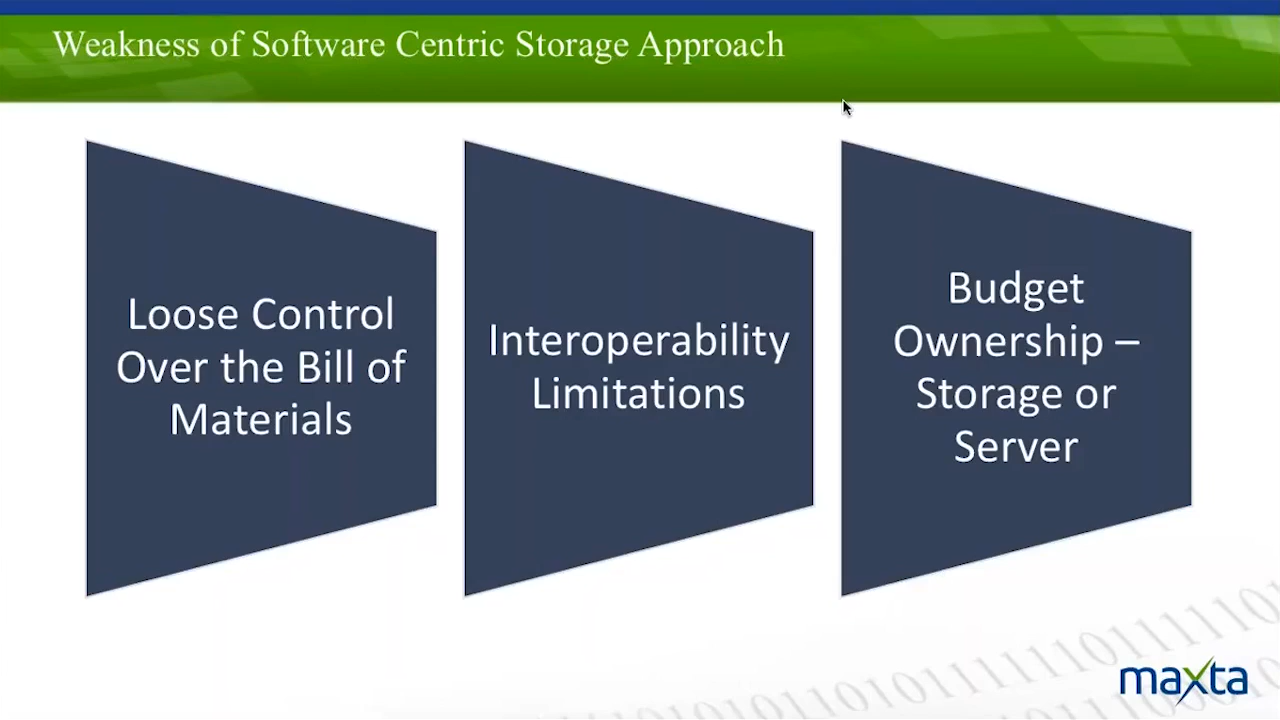 Weakness of Software Centric Storage Approach
Loose Control
Over the Bill of
Materials
Interoperability
Limitations
Budget
Ownership –
Storage or
Server
maxta